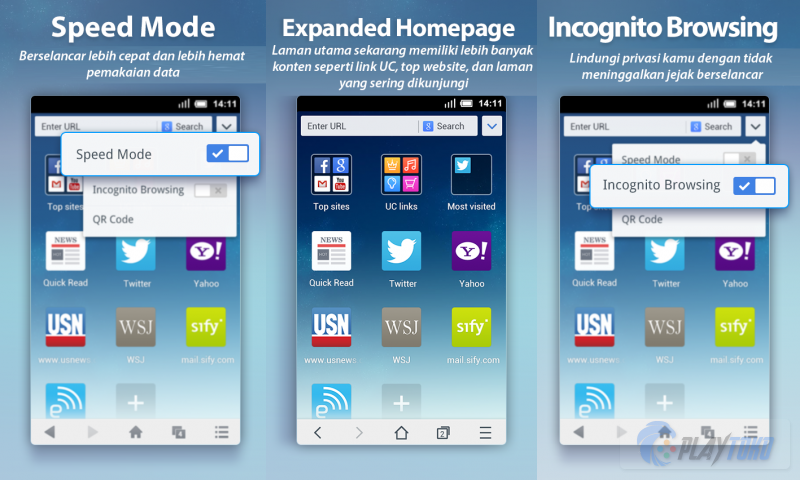 Speed Mode
Berselancar lebih cepat dan lebih hemat
pemakaian data
14:11
Enter URL
Search
Speed Mode
Incognito Browsing
QR Code
Top sites
NEWS
Quick Read
Twitter
Y!
Yahoo
USN
www.usnews
WSJ
WSJ
sify
mail.sify.com
Expanded Homepage
Laman utama sekarang memiliki lebih banyak
konten seperti link UC, top website, dan laman
yang sering dikunjungi
14:11
Enter URL
Search
Top sites
UC links
Most visited
NEWS
Quick Read
Twitter
Y!
Yahoo
USN
www.usnews
WSJ
WSJ
sify
mail.sify.com
2
Incognito Browsing
Lindungi privasi kamu dengan tidak
meninggalkan jejak berselancar
14:11
Enter URL
Search
Speed Mode
Incognito Browsing
QR Code
Top sites
NEWS
Quick Read
Twitter
Y!
Yahoo
USN
www.usnews
WSJ
WSJ
sify
mail.sify.com
PLAYTOKO